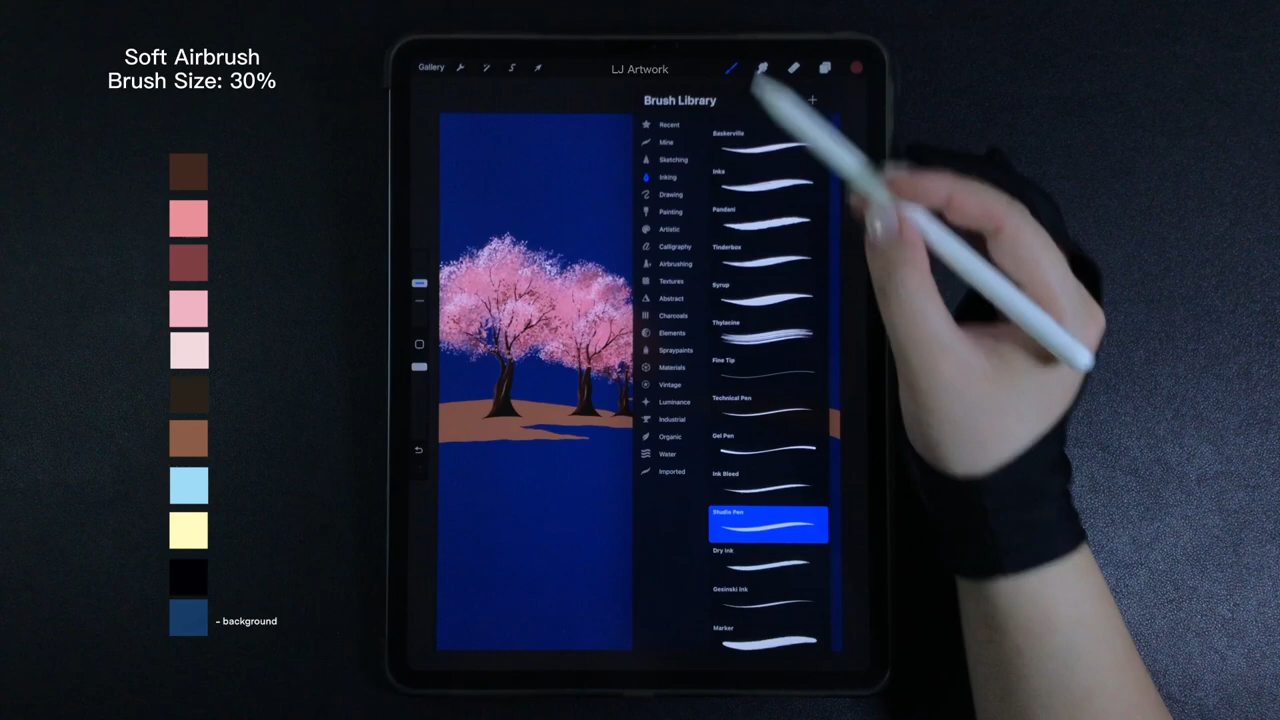 Soft Airbrush
Brush Size: 30%
- background
Gallery
LJ Artwork
Brush Library
Recent
Mine
Sketching
Inking
Drawing
Painting
Artistic
Calligraphy
Airbrushing
Textures
Abstract
Charcoals
Elements
Spraypaints
Materials
Vintage
Luminance
Industrial
Organic
Water
Imported
Baskerville
Inka
Pandani
Tinderbox
Syrup
Thylacine
Fine Tip
Technical Pen
Gel Pen
Ink Bleed
Studio Pen
Dry Ink
Gesinski Ink
Marker